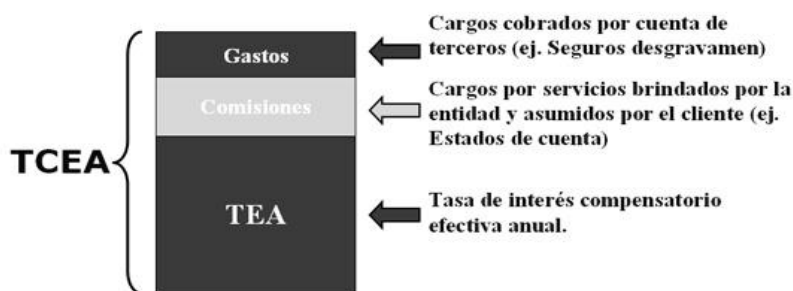 TCEA
Gastos
Comisiones
TEA
Cargos cobrados por cuenta de
terceros (ej. Seguros desgravamen)
Cargos por servicios brindados por la
entidad y asumidos por el cliente (ej.
Estados de cuenta)
Tasa de interés compensatorio
efectiva anual.